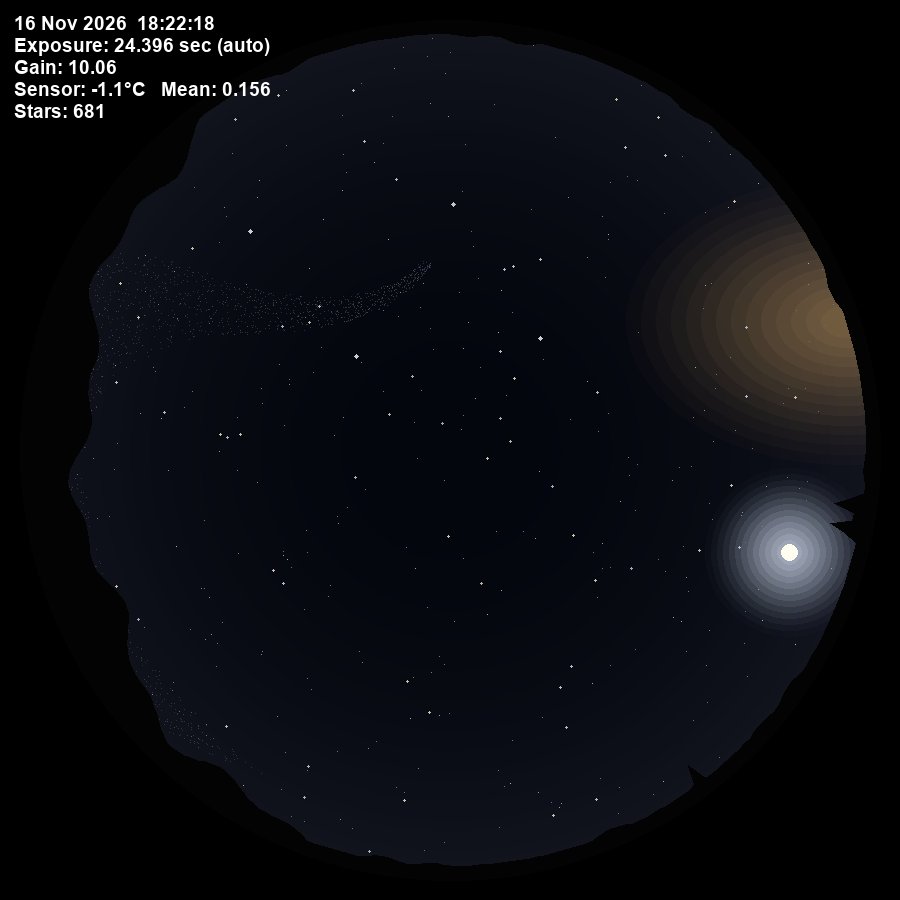 16 Nov 2026  18:22:18
Exposure: 24.396 sec (auto)
Gain: 10.06
Sensor: -1.1°C   Mean: 0.156
Stars: 681